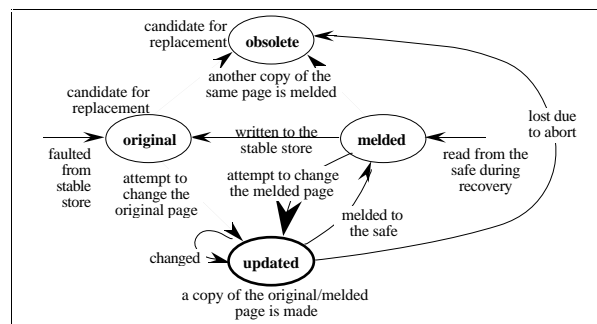 candidate for
replacement
obsolete
another copy of the
same page is melded
candidate for
replacement
original
written to the
stable store
melded
lost due
to abort
faulted
from
stable
store
read from the
safe during
recovery
attempt to
change the
original page
attempt to change
the melded page
melded to
the safe
changed
updated
a copy of the original/melded
page is made